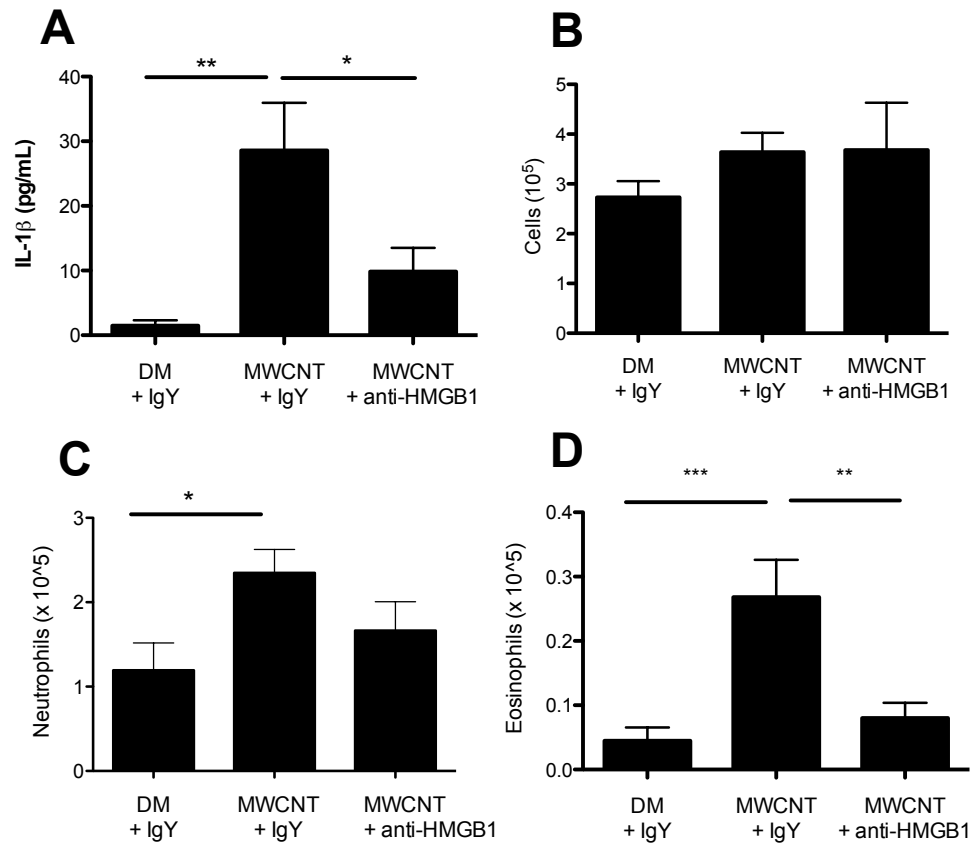 A
**
*
40
30
20
10
0
IL-1β (pg/mL)
DM
+ IgY
MWCNT
+ IgY
MWCNT
+ anti-HMGB1
B
5
4
3
2
1
0
Cells (10⁵)
DM
+ IgY
MWCNT
+ IgY
MWCNT
+ anti-HMGB1
C
*
3
2
1
0
Neutrophils (x 10^5)
DM
+ IgY
MWCNT
+ IgY
MWCNT
+ anti-HMGB1
D
***
**
0.4
0.3
0.2
0.1
0.0
Eosinophils (x 10^5)
DM
+ IgY
MWCNT
+ IgY
MWCNT
+ anti-HMGB1